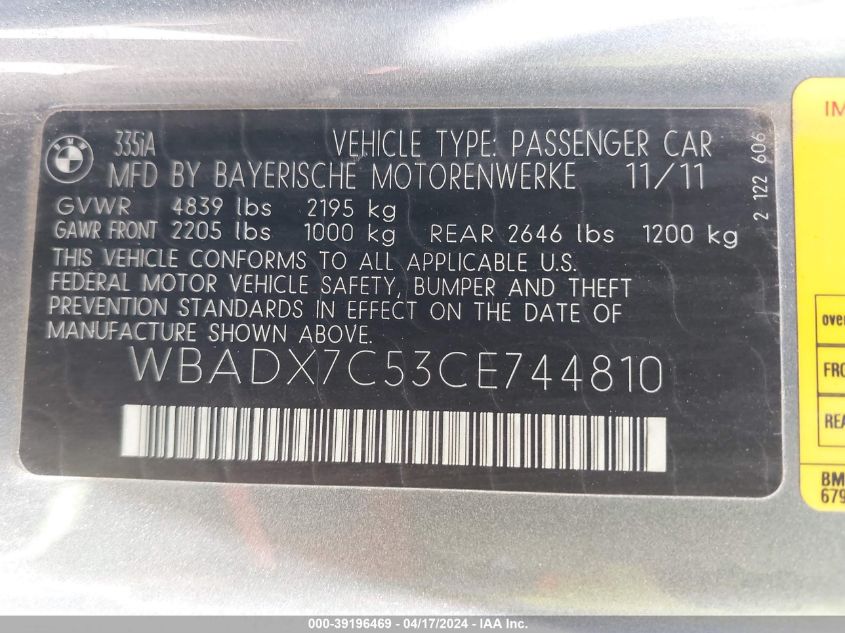 335iA VEHICLE TYPE: PASSENGER CAR
MFD BY BAYERISCHE MOTORENWERKE 11/11
GVWR 4839 lbs 2195 kg
GAWR FRONT 2205 lbs 1000 kg REAR 2646 lbs 1200 kg
THIS VEHICLE CONFORMS TO ALL APPLICABLE U.S.
FEDERAL MOTOR VEHICLE SAFETY, BUMPER AND THEFT
PREVENTION STANDARDS IN EFFECT ON THE DATE OF
MANUFACTURE SHOWN ABOVE.
WBADX7C53CE744810
2 122 606
BMW
000-39196469 - 04/17/2024 - IAAI, Inc.